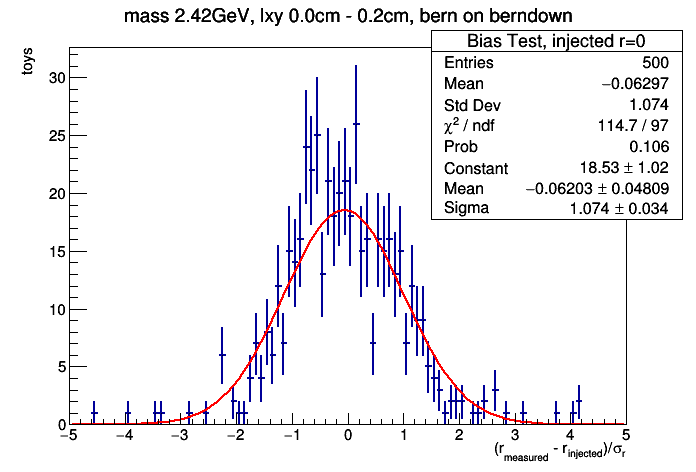 mass 2.42GeV, lxy 0.0cm - 0.2cm, bern on berndown
Bias Test, injected r=0
Entries 500
Mean −0.06297
Std Dev 1.074
χ² / ndf 114.7 / 97
Prob 0.106
Constant 18.53 ± 1.02
Mean −0.06203 ± 0.04809
Sigma 1.074 ± 0.034
toys
30
25
20
15
10
5
0
−5 −4 −3 −2 −1 0 1 2 3 4 5
(r_measured - r_injected)/σ_r